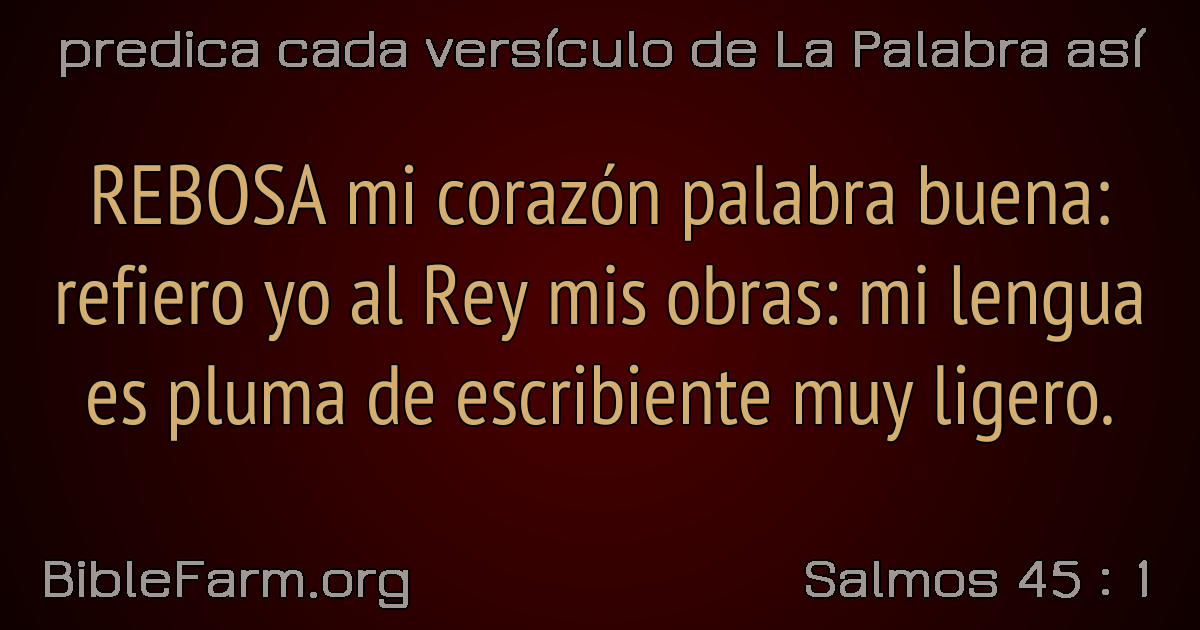 predica cada versículo de La Palabra así
REBOSA mi corazón palabra buena:
refiero yo al Rey mis obras: mi lengua
es pluma de escribiente muy ligero.
BibleFarm.org
Salmos 45 : 1